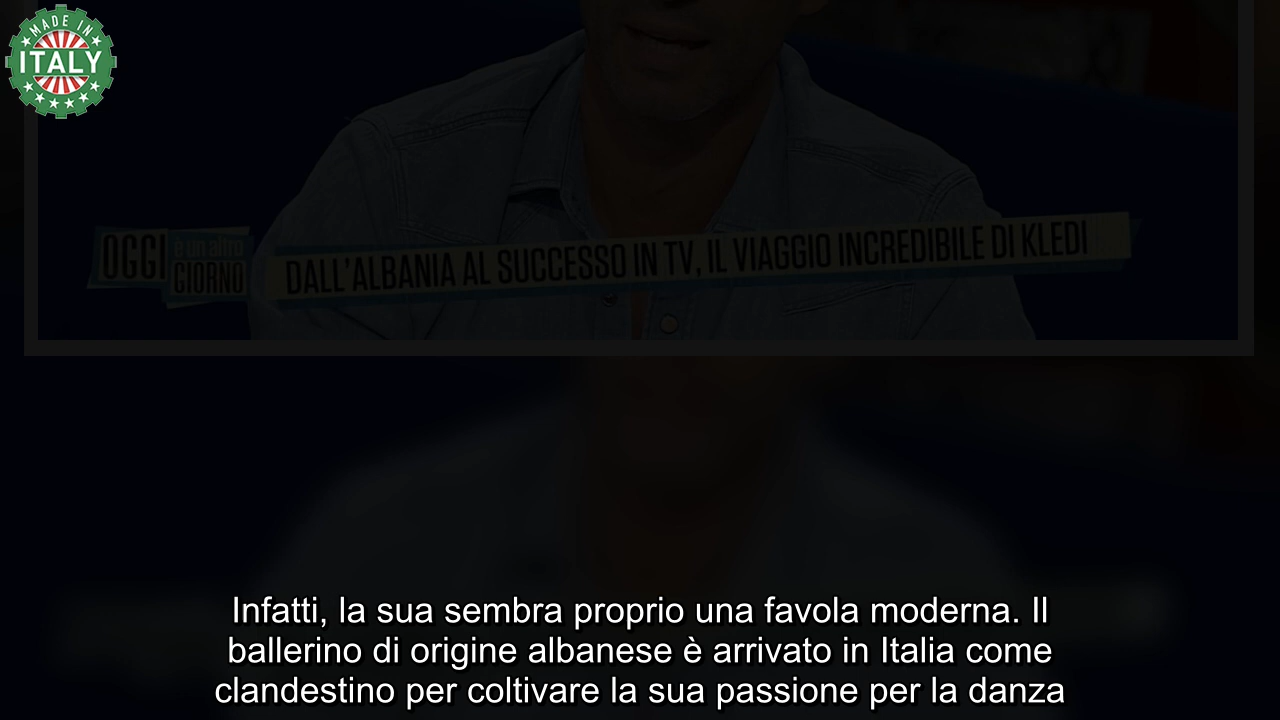 MADE IN
ITALY
OGGI è un altro
GIORNO
DALL'ALBANIA AL SUCCESSO IN TV, IL VIAGGIO INCREDIBILE DI KLEDI
Infatti, la sua sembra proprio una favola moderna. Il
ballerino di origine albanese è arrivato in Italia come
clandestino per coltivare la sua passione per la danza